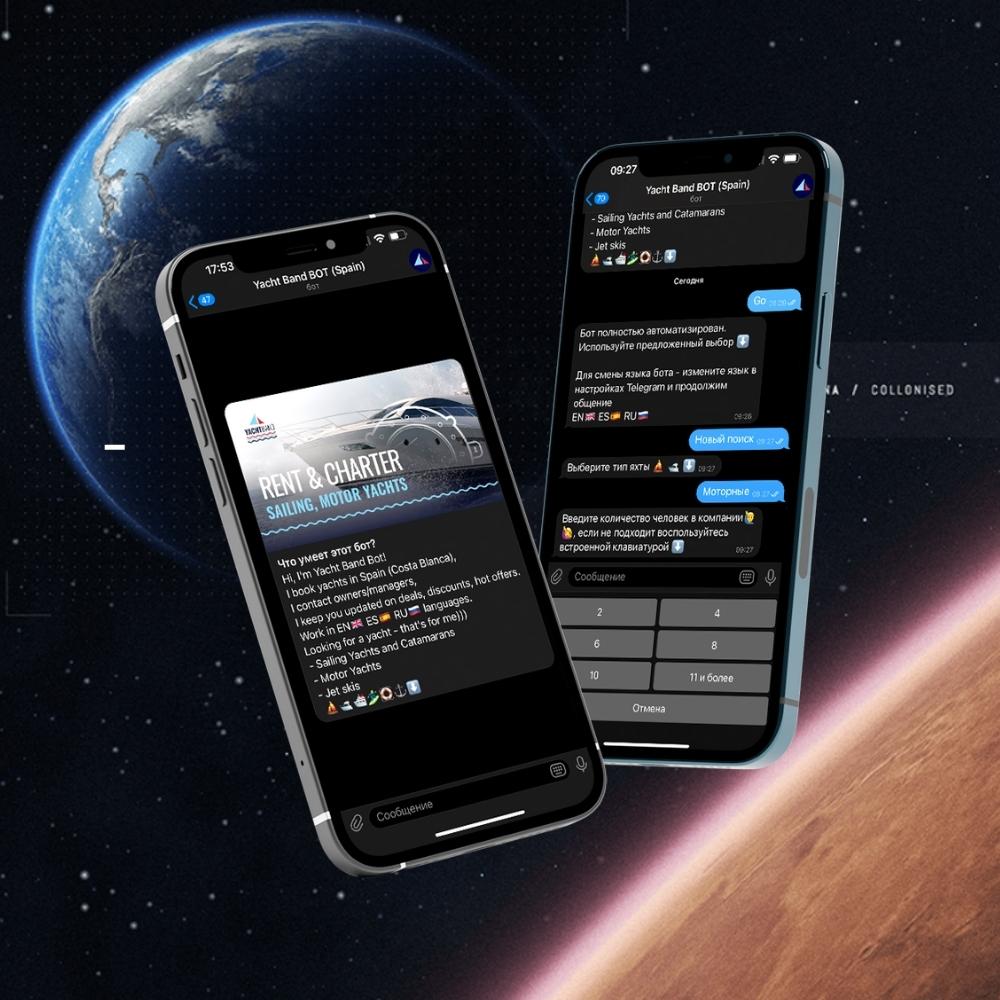 17:53
47
Yacht Band BOT (Spain)
бот
YACHTBAND
RENT & CHARTER
SAILING, MOTOR YACHTS
Что умеет этот бот?
Hi, I'm Yacht Band Bot!
I book yachts in Spain (Costa Blanca),
I contact owners/managers,
I keep you updated on deals, discounts, hot offers.
Work in EN🇬🇧 ES🇪🇸 RU🇷🇺 languages.
Looking for a yacht - that's for me)))
- Sailing Yachts and Catamarans
- Motor Yachts
- Jet skis
Сообщение
09:27
70
Yacht Band BOT (Spain)
бот
- Sailing Yachts and Catamarans
- Motor Yachts
- Jet skis
Сегодня
Go
Бот полностью автоматизирован.
Используйте предложенный выбор
Для смены языка бота - измените язык в
настройках Telegram и продолжим
общение
EN🇬🇧 ES🇪🇸 RU🇷🇺
Новый поиск 09:27
Выберите тип яхты 09:27
Моторные 09:27
Введите количество человек в компании
, если не подходит воспользуйтесь
встроенной клавиатурой
09:27
Сообщение
2 4
6 8
10 11 и более
Отмена
/ COLLONISED